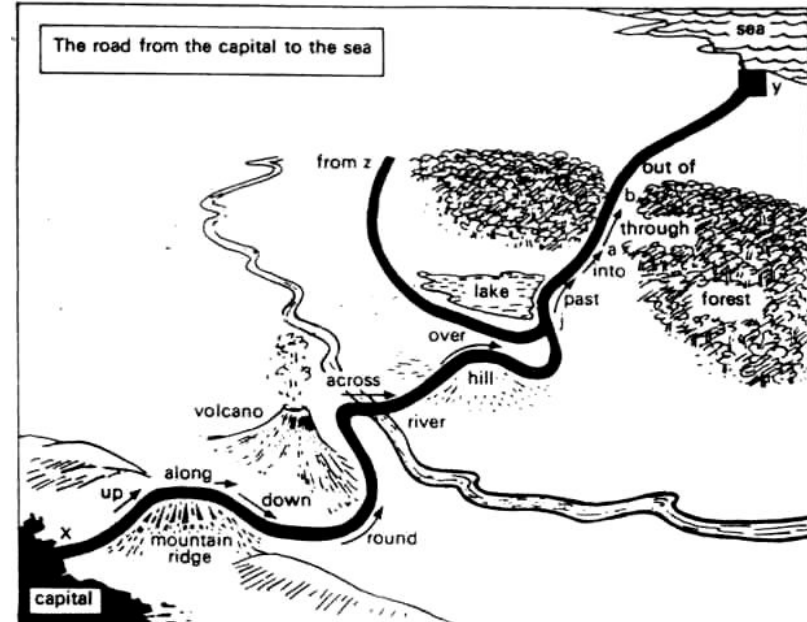 The road from the capital to the sea
sea
y
from z
out of
b
through
a
into
lake
past
forest
over
j
hill
across
volcano
river
along
up
down
x
round
mountain
ridge
capital